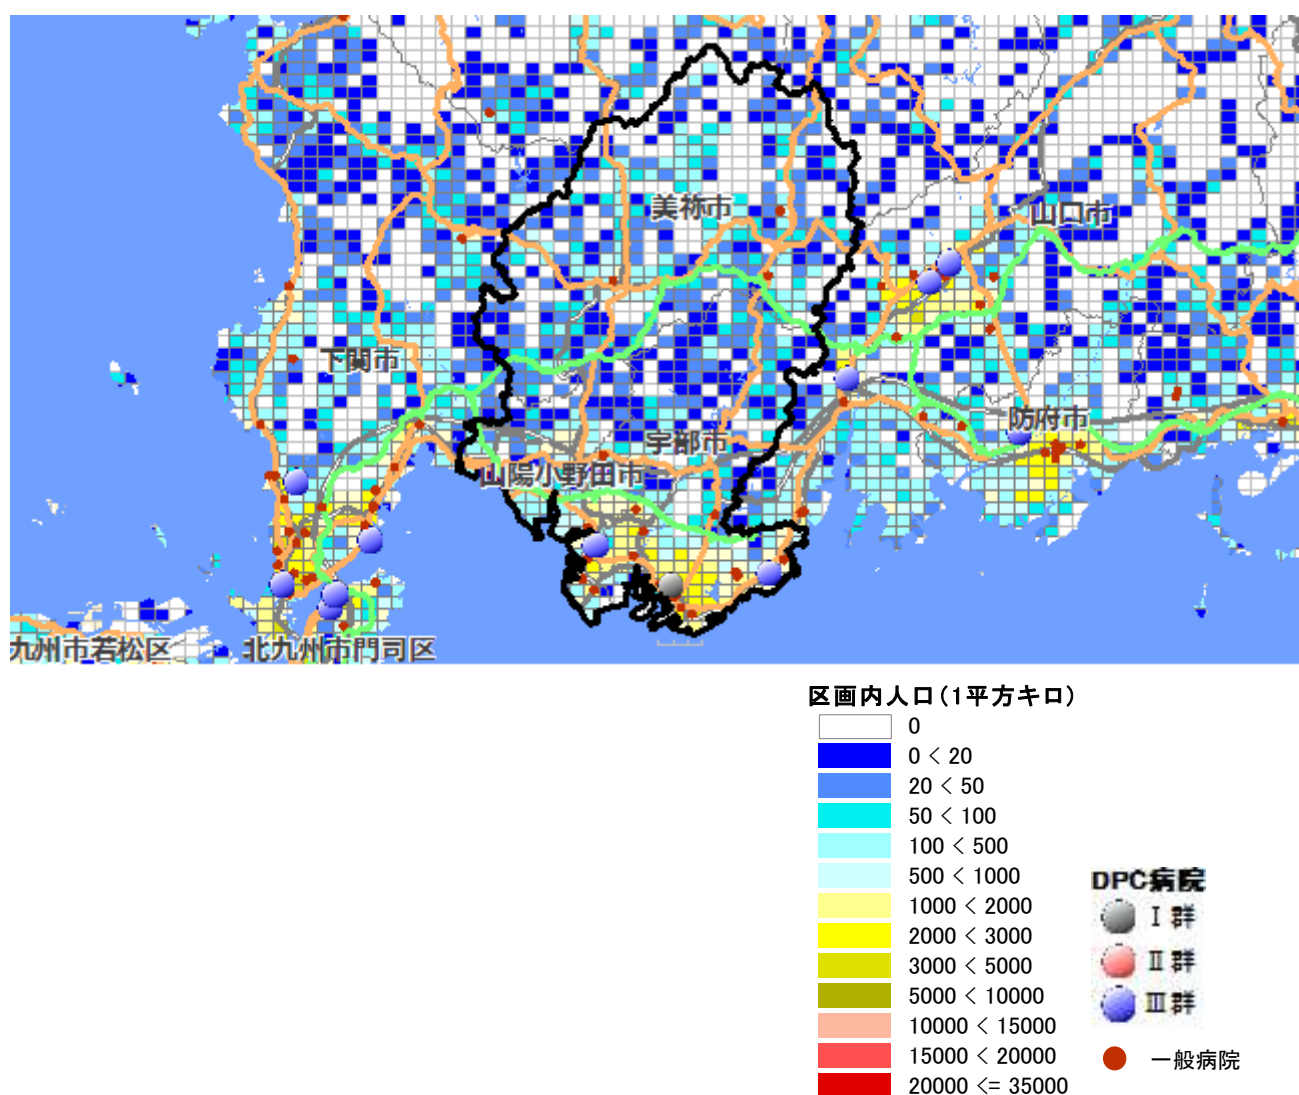 美祢市
山口市
下関市
防府市
宇部市
山陽小野田市
九州市若松区
北九州市門司区
区画内人口(1平方キロ)
0
0 < 20
20 < 50
50 < 100
100 < 500
500 < 1000
1000 < 2000
2000 < 3000
3000 < 5000
5000 < 10000
10000 < 15000
15000 < 20000
20000 <= 35000
DPC病院
Ⅰ群
Ⅱ群
Ⅲ群
一般病院